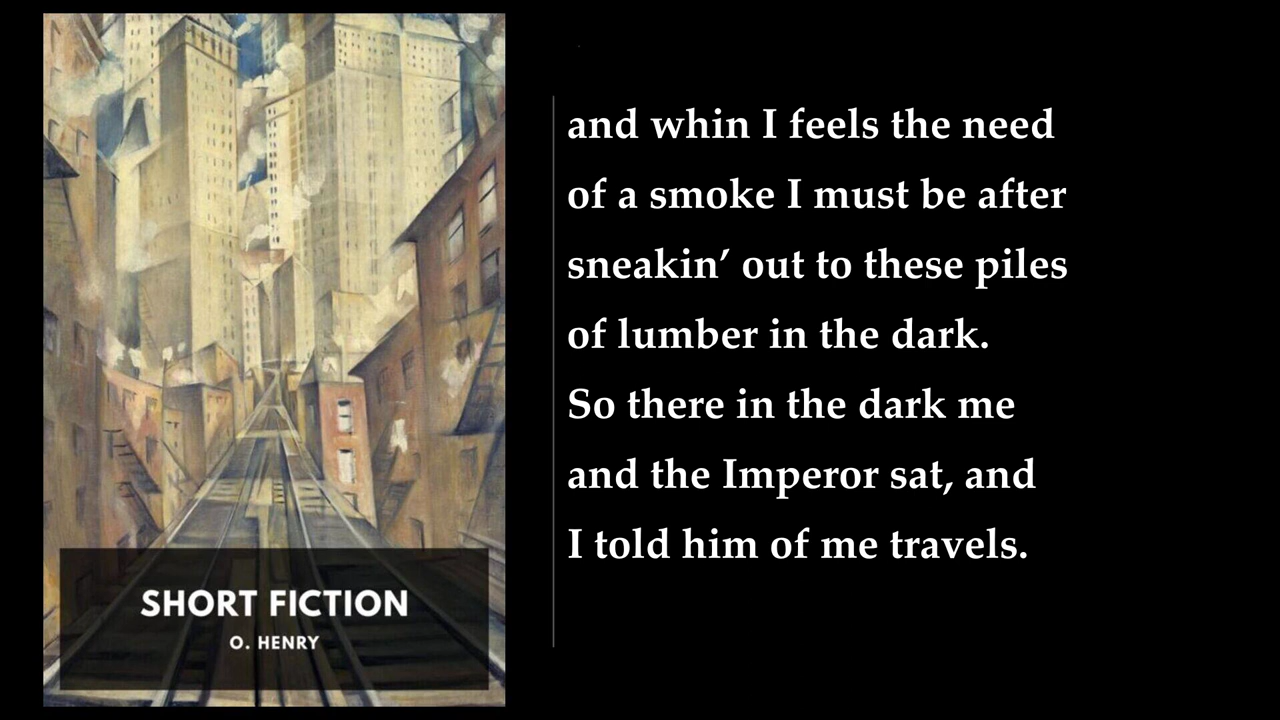 SHORT FICTION
O. HENRY
and whin I feels the need
of a smoke I must be after
sneakin’ out to these piles
of lumber in the dark.
So there in the dark me
and the Imperor sat, and
I told him of me travels.